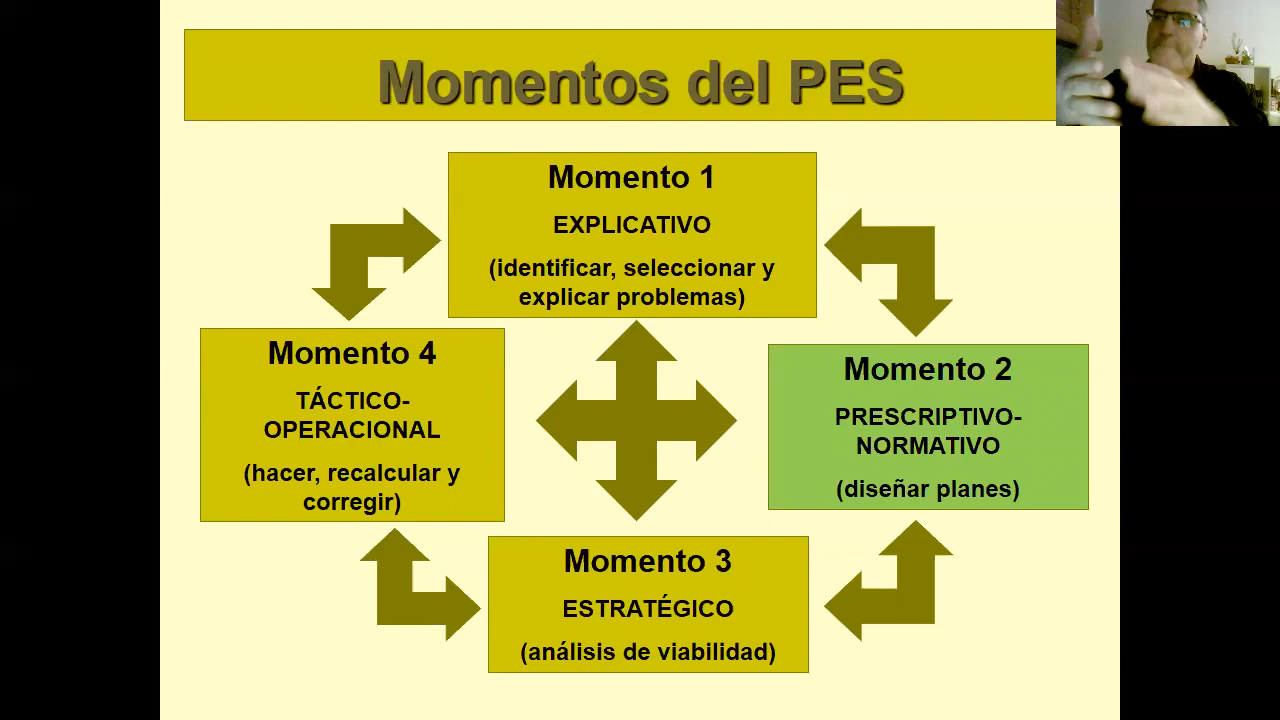 Momentos del PES
Momento 1
EXPLICATIVO
(identificar, seleccionar y
explicar problemas)
Momento 4
TÁCTICO-
OPERACIONAL
(hacer, recalcular y
corregir)
Momento 2
PRESCRIPTIVO-
NORMATIVO
(diseñar planes)
Momento 3
ESTRATÉGICO
(análisis de viabilidad)